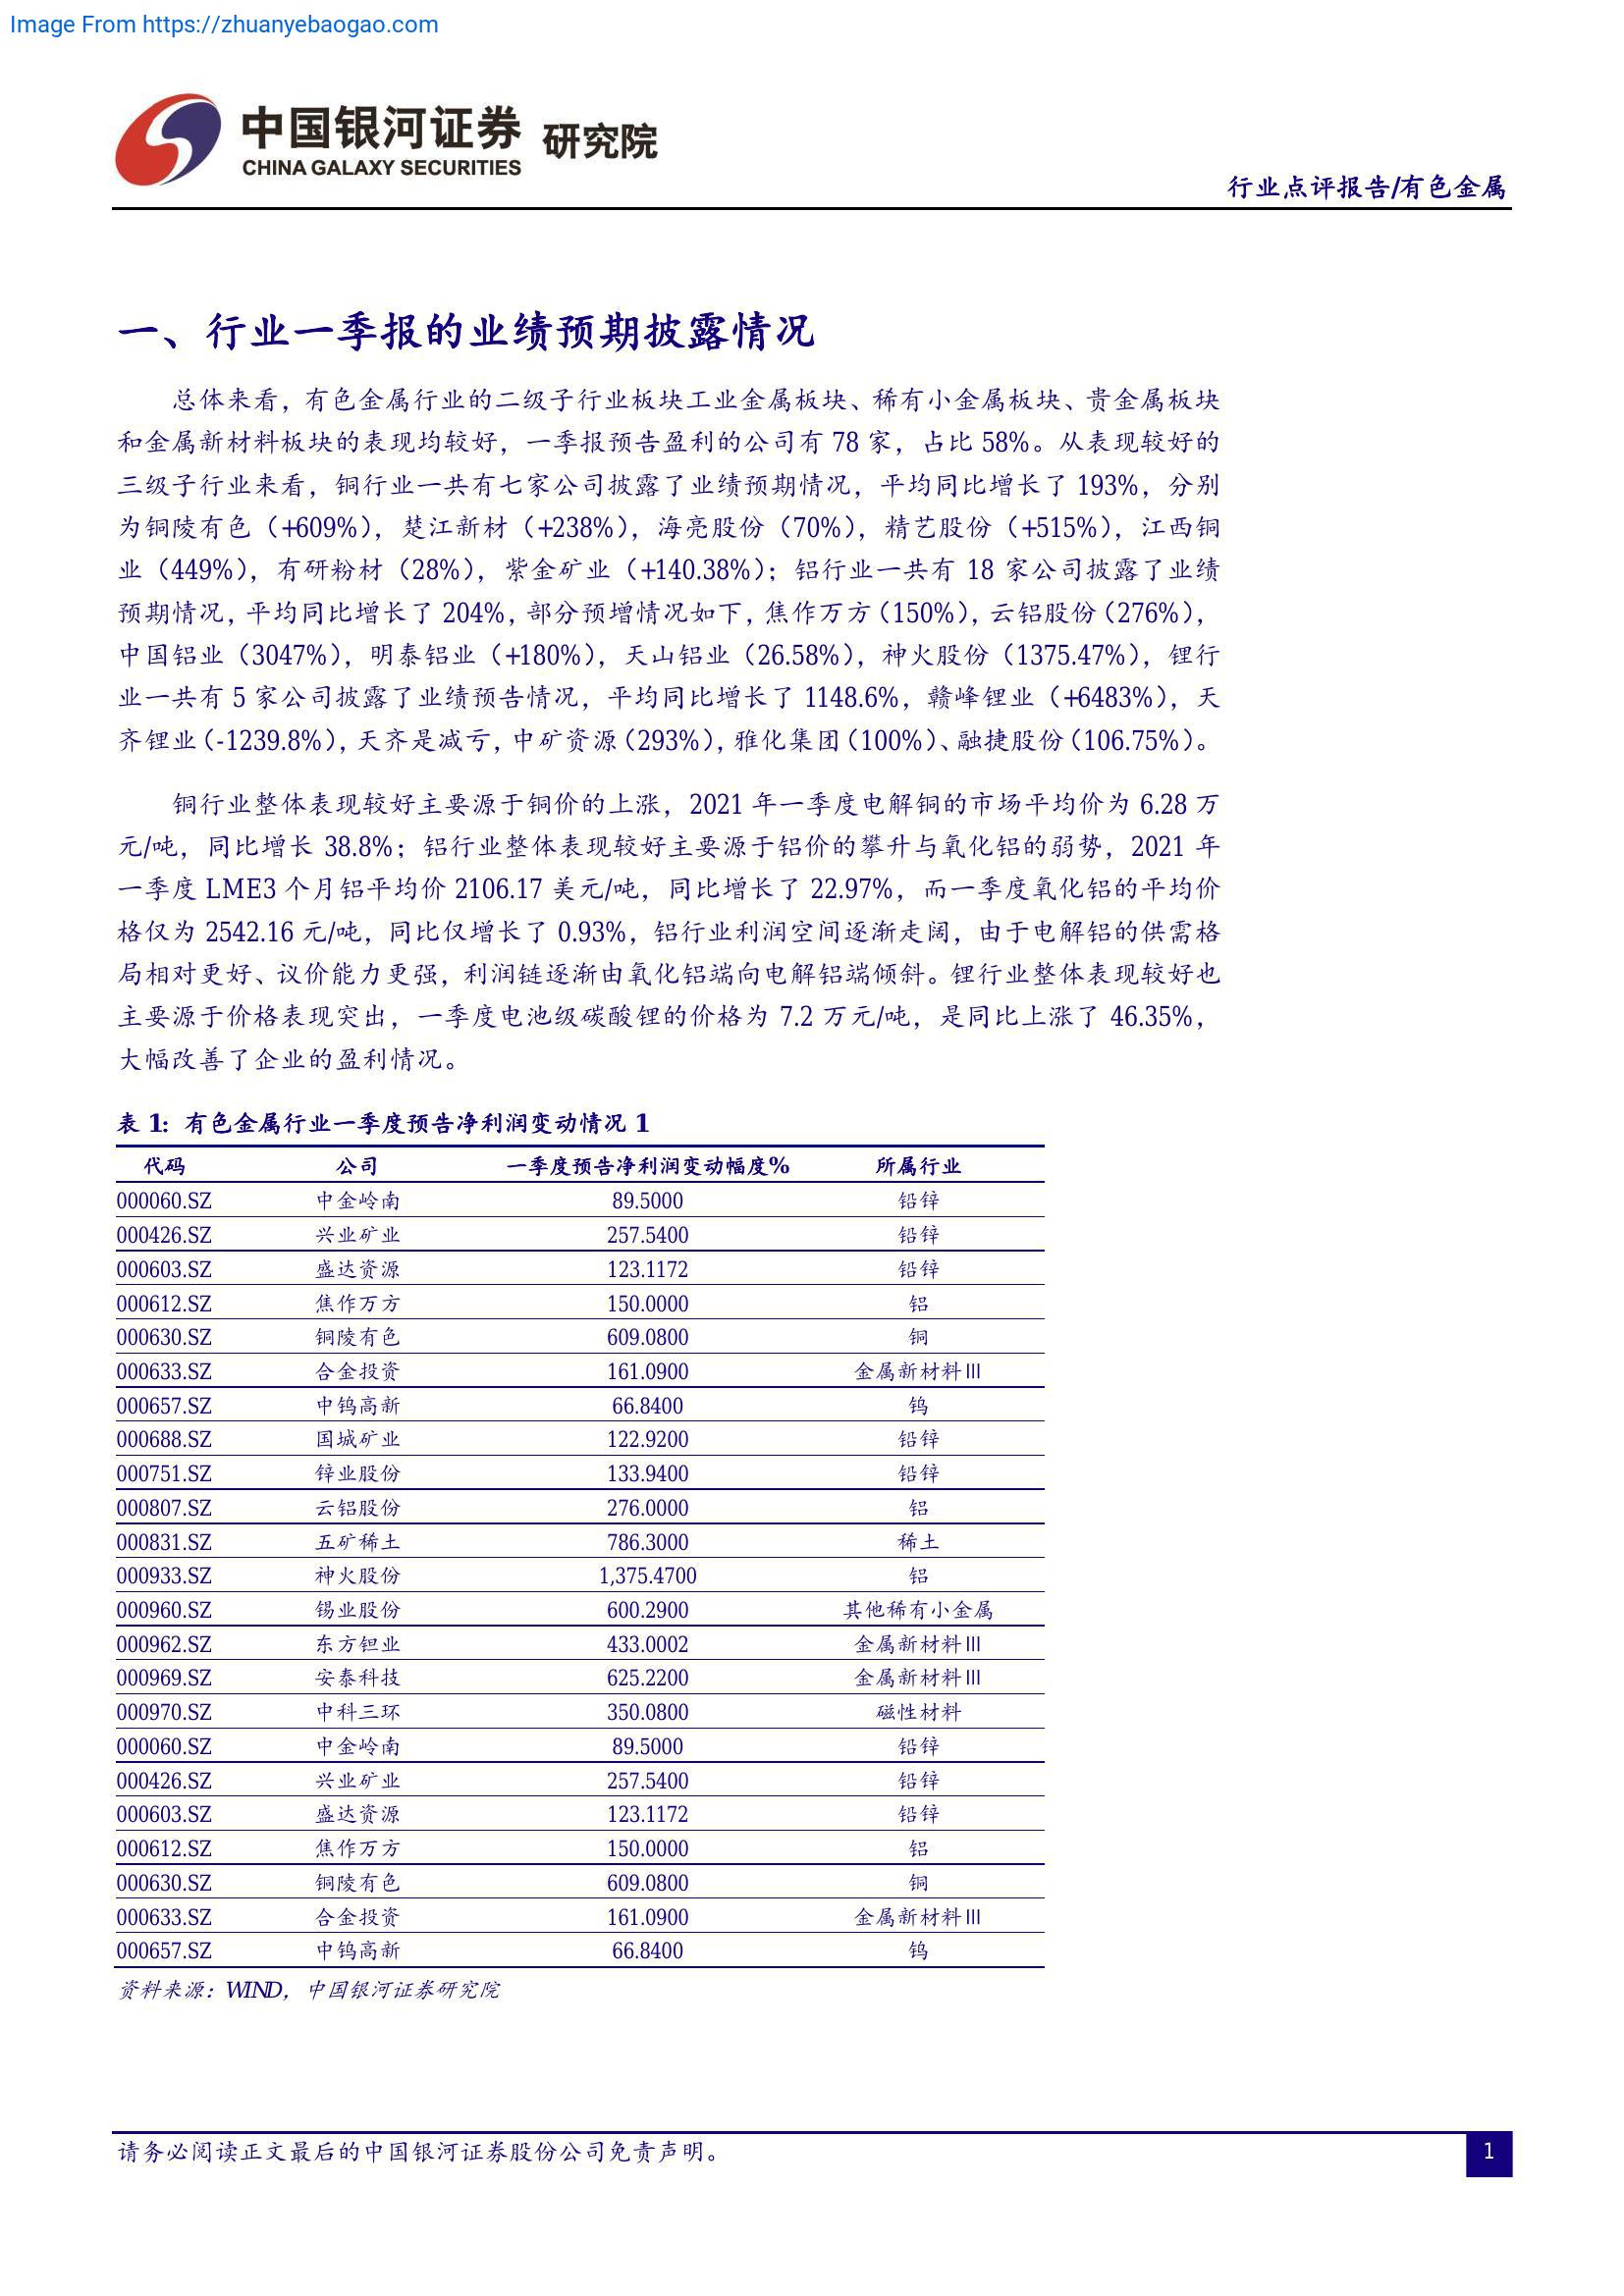 Image From https://zhuanyebaogao.com
中国银河证券 研究院
CHINA GALAXY SECURITIES
行业点评报告/有色金属
一、行业一季报的业绩预期披露情况
总体来看，有色金属行业的二级子行业板块工业金属板块、稀有小金属板块、贵金属板块
和金属新材料板块的表现均较好，一季报预告盈利的公司有 78 家，占比 58%。从表现较好的
三级子行业来看，铜行业一共有七家公司披露了业绩预期情况，平均同比增长了 193%，分别
为铜陵有色（+609%），楚江新材（+238%），海亮股份（70%），精艺股份（+515%），江西铜
业（449%），有研粉材（28%），紫金矿业（+140.38%）；铝行业一共有 18 家公司披露了业绩
预期情况，平均同比增长了 204%，部分预增情况如下，焦作万方（150%），云铝股份（276%），
中国铝业（3047%），明泰铝业（+180%），天山铝业（26.58%），神火股份（1375.47%），锂行
业一共有 5 家公司披露了业绩预告情况，平均同比增长了 1148.6%，赣峰锂业（+6483%），天
齐锂业（-1239.8%），天齐是减亏，中矿资源（293%），雅化集团（100%）、融捷股份（106.75%）。
铜行业整体表现较好主要源于铜价的上涨，2021 年一季度电解铜的市场平均价为 6.28 万
元/吨，同比增长 38.8%；铝行业整体表现较好主要源于铝价的攀升与氧化铝的弱势，2021 年
一季度 LME3 个月铝平均价 2106.17 美元/吨，同比增长了 22.97%，而一季度氧化铝的平均价
格仅为 2542.16 元/吨，同比仅增长了 0.93%，铝行业利润空间逐渐走阔，由于电解铝的供需格
局相对更好、议价能力更强，利润链逐渐由氧化铝端向电解铝端倾斜。锂行业整体表现较好也
主要源于价格表现突出，一季度电池级碳酸锂的价格为 7.2 万元/吨，是同比上涨了 46.35%，
大幅改善了企业的盈利情况。
表 1: 有色金属行业一季度预告净利润变动情况 1
代码 公司 一季度预告净利润变动幅度% 所属行业
000060.SZ 中金岭南 89.5000 铅锌
000426.SZ 兴业矿业 257.5400 铅锌
000603.SZ 盛达资源 123.1172 铅锌
000612.SZ 焦作万方 150.0000 铝
000630.SZ 铜陵有色 609.0800 铜
000633.SZ 合金投资 161.0900 金属新材料Ⅲ
000657.SZ 中钨高新 66.8400 钨
000688.SZ 国城矿业 122.9200 铅锌
000751.SZ 锌业股份 133.9400 铅锌
000807.SZ 云铝股份 276.0000 铝
000831.SZ 五矿稀土 786.3000 稀土
000933.SZ 神火股份 1,375.4700 铝
000960.SZ 锡业股份 600.2900 其他稀有小金属
000962.SZ 东方钽业 433.0002 金属新材料Ⅲ
000969.SZ 安泰科技 625.2200 金属新材料Ⅲ
000970.SZ 中科三环 350.0800 磁性材料
000060.SZ 中金岭南 89.5000 铅锌
000426.SZ 兴业矿业 257.5400 铅锌
000603.SZ 盛达资源 123.1172 铅锌
000612.SZ 焦作万方 150.0000 铝
000630.SZ 铜陵有色 609.0800 铜
000633.SZ 合金投资 161.0900 金属新材料Ⅲ
000657.SZ 中钨高新 66.8400 钨
资料来源：WIND，中国银河证券研究院
请务必阅读正文最后的中国银河证券股份公司免责声明。
1